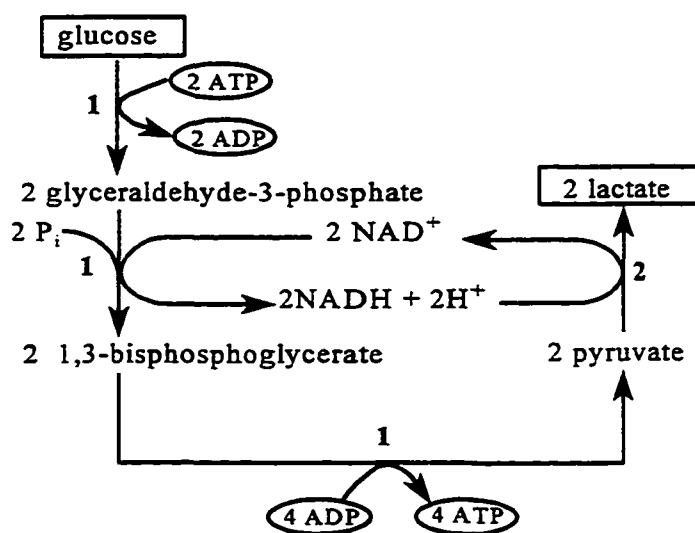 glucose
1
2 ATP
2 ADP
2 glyceraldehyde-3-phosphate
2 lactate
2 Pi
2 NAD+
1
2
2NADH + 2H+
2 1,3-bisphosphoglycerate
2 pyruvate
1
4 ADP
4 ATP